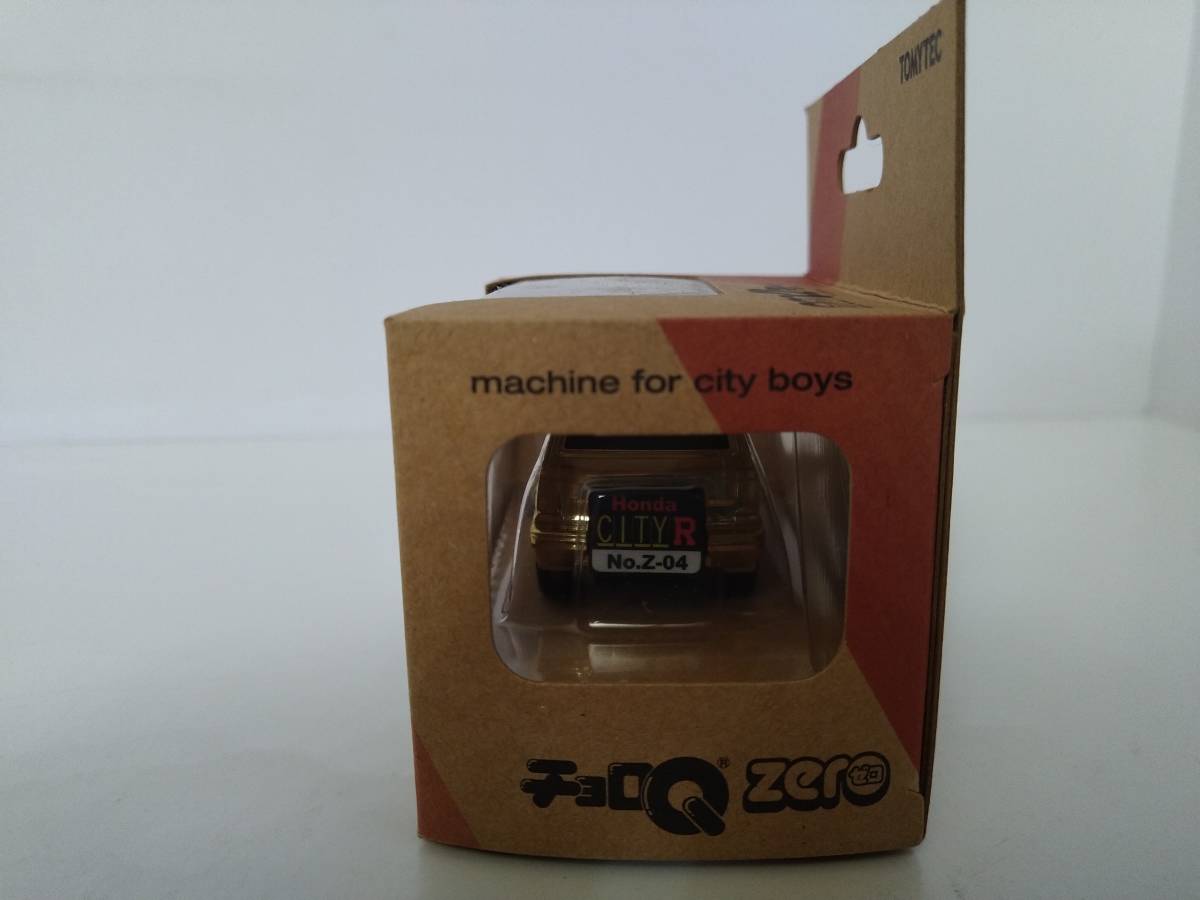 TOMYTEC
machine for city boys
Honda
CITY R
No.Z-04
チョロQ® zero ゼロ